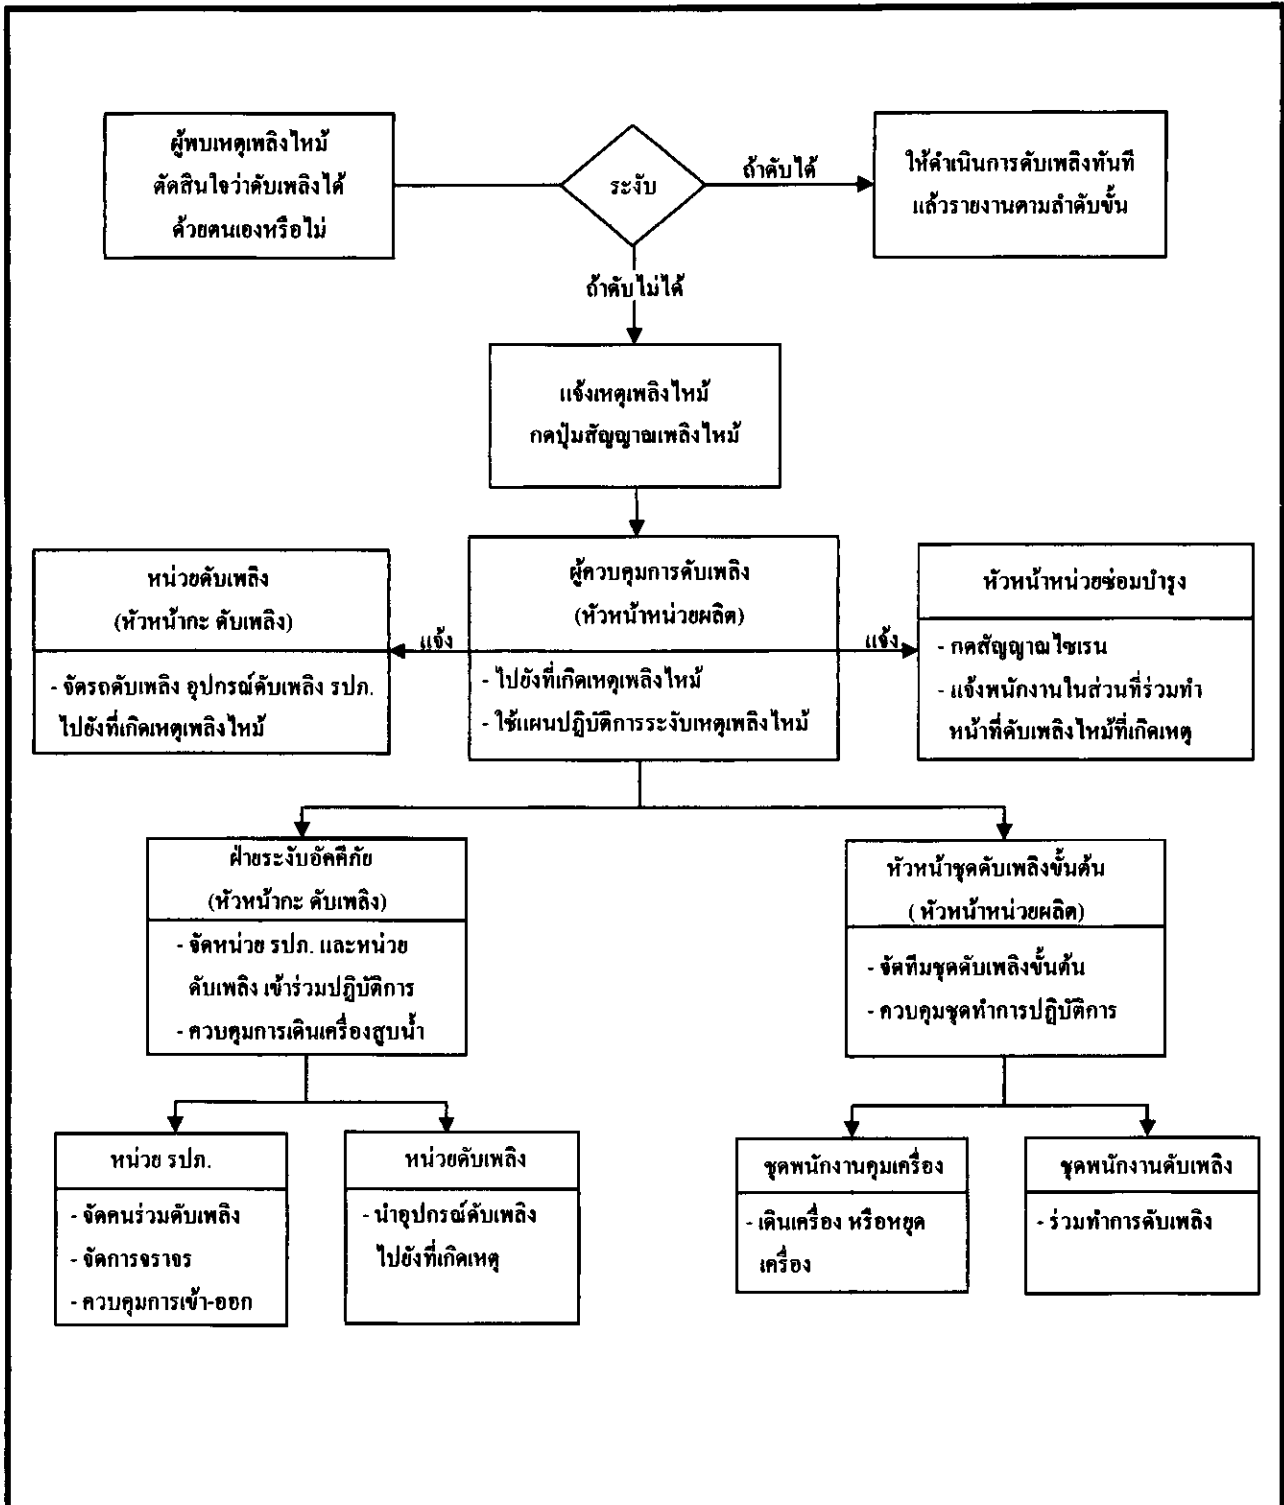 ผู้พบเหตุเพลิงไหม้
ตัดสินใจว่าดับเพลิงได้
ด้วยตนเองหรือไม่
ระงับ
ถ้าดับได้
ให้ดำเนินการดับเพลิงทันที
แล้วรายงานตามลำดับขั้น
ถ้าดับไม่ได้
แจ้งเหตุเพลิงไหม้
กดปุ่มสัญญาณเพลิงไหม้
หน่วยดับเพลิง
(หัวหน้ากะ ดับเพลิง)
- จัดรถดับเพลิง อุปกรณ์ดับเพลิง รปภ.
ไปยังที่เกิดเหตุเพลิงไหม้
แจ้ง
ผู้ควบคุมการดับเพลิง
(หัวหน้าหน่วยผลิต)
- ไปยังที่เกิดเหตุเพลิงไหม้
- ใช้แผนปฏิบัติการระงับเหตุเพลิงไหม้
แจ้ง
หัวหน้าหน่วยซ่อมบำรุง
- กดสัญญาณไซเรน
- แจ้งพนักงานในส่วนที่ร่วมทำ
หน้าที่ดับเพลิงไหม้ที่เกิดเหตุ
ฝ่ายระงับอัคคีภัย
(หัวหน้ากะ ดับเพลิง)
- จัดหน่วย รปภ. และหน่วย
ดับเพลิง เข้าร่วมปฏิบัติการ
- ควบคุมการเดินเครื่องสูบน้ำ
หัวหน้าชุดดับเพลิงขั้นต้น
( หัวหน้าหน่วยผลิต)
- จัดทีมชุดดับเพลิงขั้นต้น
- ควบคุมชุดทำการปฏิบัติการ
หน่วย รปภ.
- จัดคนร่วมดับเพลิง
- จัดการจราจร
- ควบคุมการเข้า-ออก
หน่วยดับเพลิง
- นำอุปกรณ์ดับเพลิง
ไปยังที่เกิดเหตุ
ชุดพนักงานคุมเครื่อง
- เดินเครื่อง หรือหยุด
เครื่อง
ชุดพนักงานดับเพลิง
- ร่วมทำการดับเพลิง